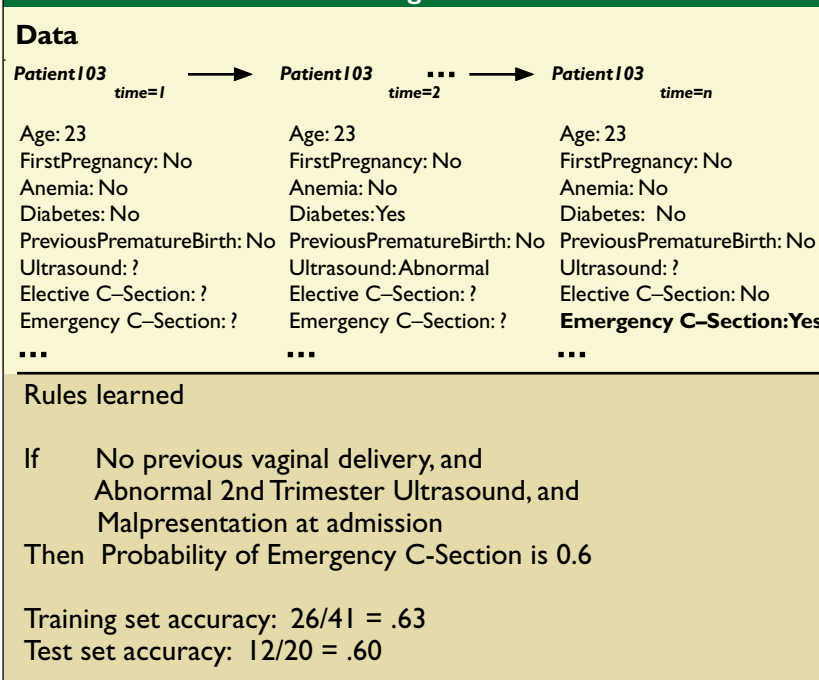 Data
Patient103 time=1 Patient103 time=2 ... Patient103 time=n
Age: 23 Age: 23 Age: 23
FirstPregnancy: No FirstPregnancy: No FirstPregnancy: No
Anemia: No Anemia: No Anemia: No
Diabetes: No Diabetes:Yes Diabetes: No
PreviousPrematureBirth: No PreviousPrematureBirth: No PreviousPrematureBirth: No
Ultrasound: ? Ultrasound:Abnormal Ultrasound: ?
Elective C–Section: ? Elective C–Section: ? Elective C–Section: No
Emergency C–Section: ? Emergency C–Section: ? Emergency C–Section:Yes
... ... ...
Rules learned
If No previous vaginal delivery, and
Abnormal 2nd Trimester Ultrasound, and
Malpresentation at admission
Then Probability of Emergency C-Section is 0.6
Training set accuracy: 26/41 = .63
Test set accuracy: 12/20 = .60